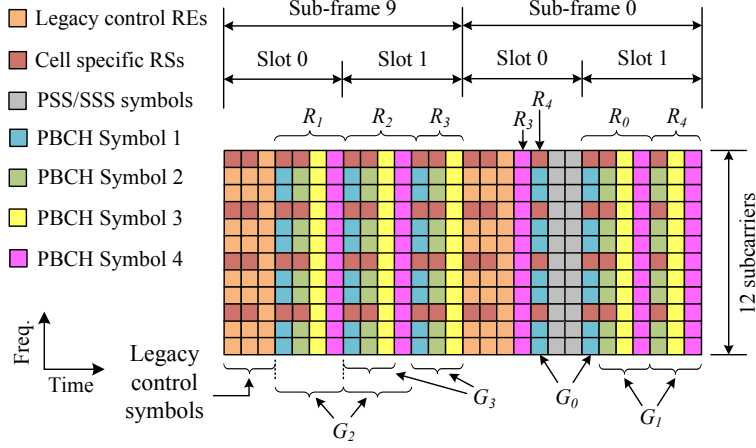 Legacy control REs
Cell specific RSs
PSS/SSS symbols
PBCH Symbol 1
PBCH Symbol 2
PBCH Symbol 3
PBCH Symbol 4
Sub-frame 9
Sub-frame 0
Slot 0
Slot 1
Slot 0
Slot 1
R1
R2
R3
R3
R4
R0
R4
12 subcarriers
Freq.
Time
Legacy
control
symbols
G2
G3
G0
G1